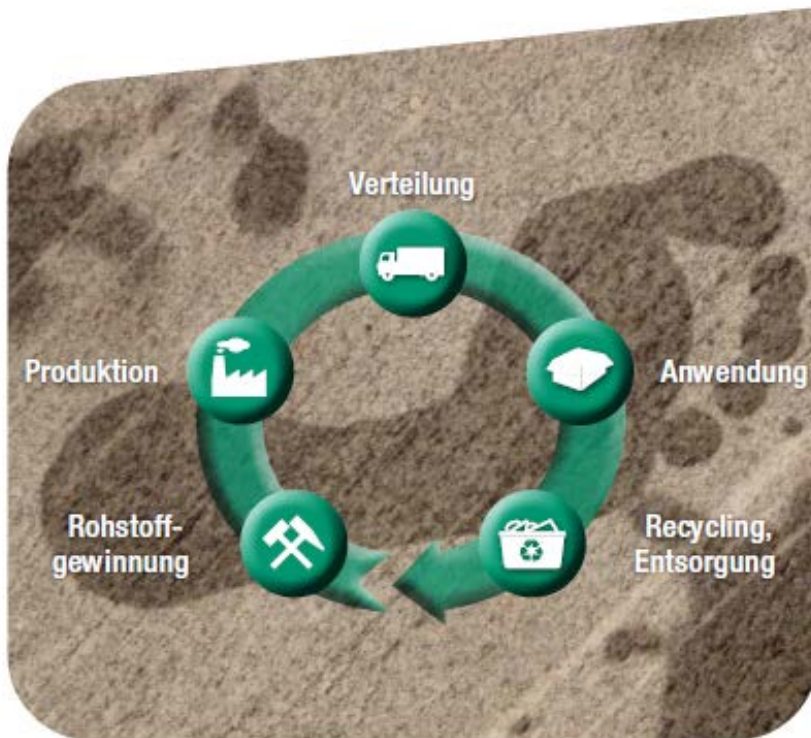 Verteilung
Produktion
Anwendung
Rohstoff-
gewinnung
Recycling,
Entsorgung